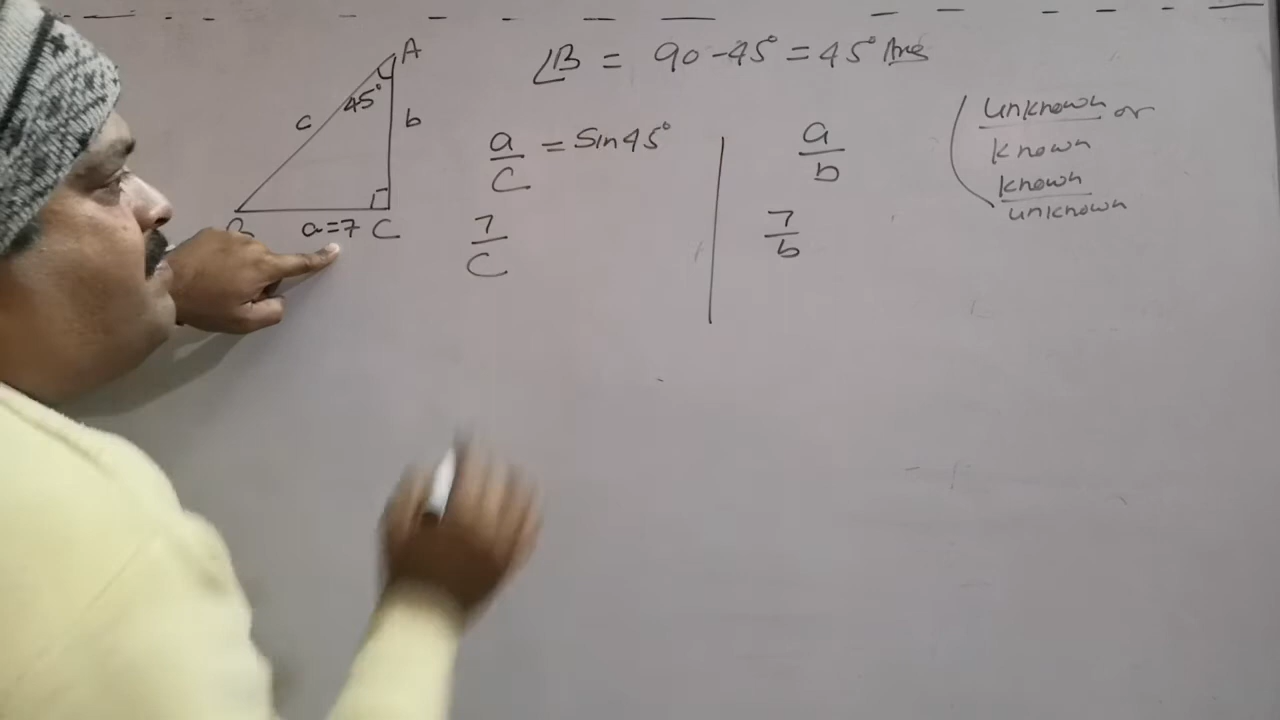 A
45°
c
b
B
a=7
C
∠B = 90-45° = 45° Ans
a/c = Sin45°
7/c
a/b
7/b
unknown or
known
known
unknown